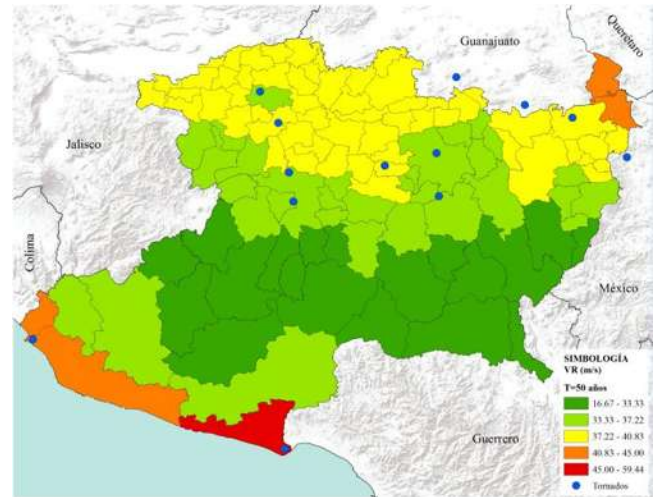 Guanajuato
Querétaro
Jalisco
Colima
México
Guerrero
SIMBOLOGÍA
VR (m/s)
T=50 años
16.67 - 33.33
33.33 - 37.22
37.22 - 40.83
40.83 - 45.00
45.00 - 59.44
Tornados